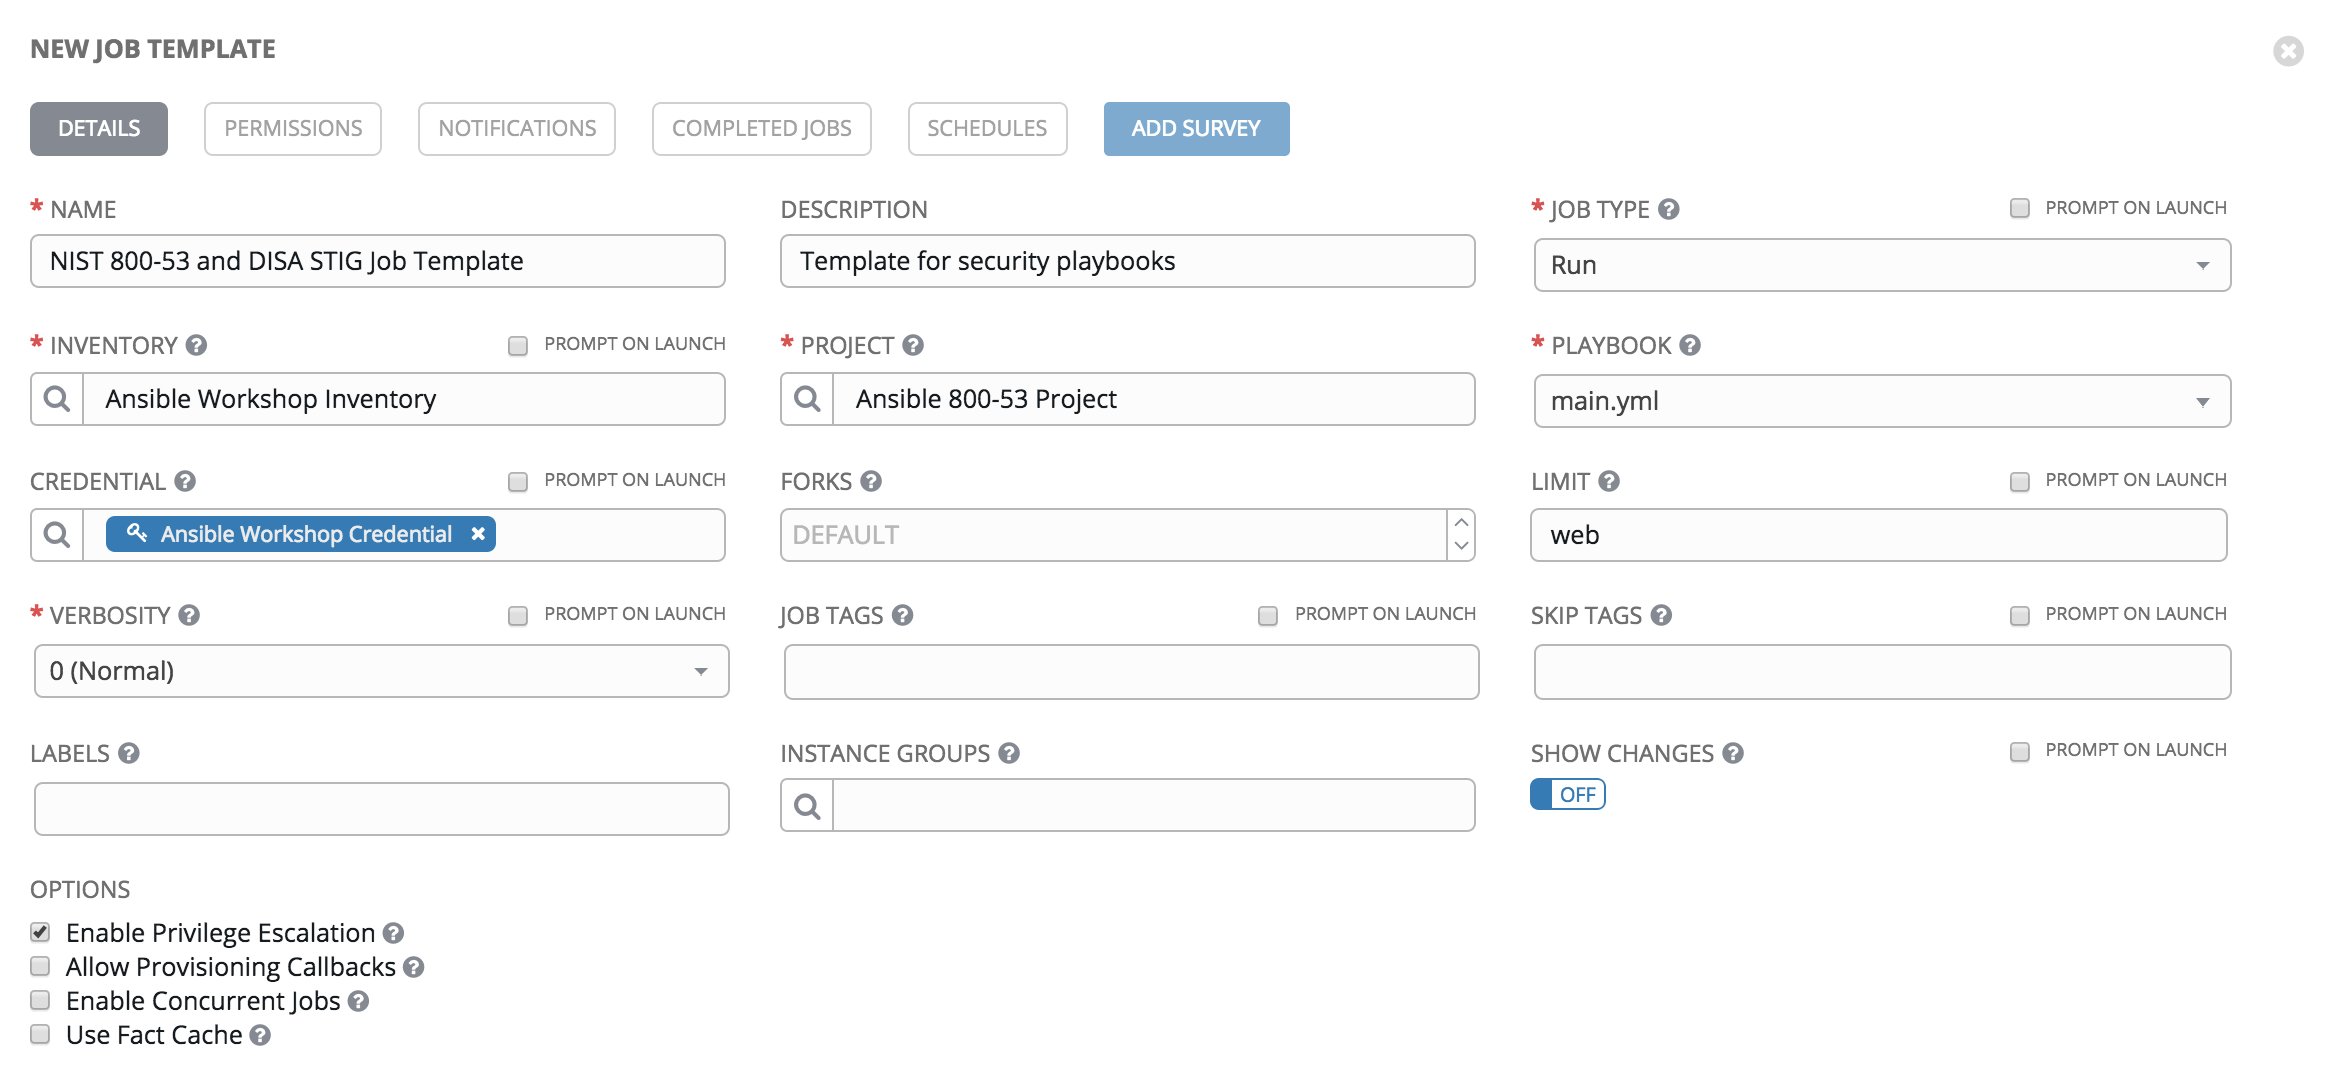 NEW JOB TEMPLATE
DETAILS PERMISSIONS NOTIFICATIONS COMPLETED JOBS SCHEDULES ADD SURVEY
* NAME DESCRIPTION * JOB TYPE PROMPT ON LAUNCH
NIST 800-53 and DISA STIG Job Template Template for security playbooks Run
* INVENTORY PROMPT ON LAUNCH * PROJECT * PLAYBOOK
Ansible Workshop Inventory Ansible 800-53 Project main.yml
CREDENTIAL PROMPT ON LAUNCH FORKS LIMIT PROMPT ON LAUNCH
Ansible Workshop Credential DEFAULT web
* VERBOSITY PROMPT ON LAUNCH JOB TAGS PROMPT ON LAUNCH SKIP TAGS PROMPT ON LAUNCH
0 (Normal)
LABELS INSTANCE GROUPS SHOW CHANGES PROMPT ON LAUNCH
OFF
OPTIONS
Enable Privilege Escalation
Allow Provisioning Callbacks
Enable Concurrent Jobs
Use Fact Cache